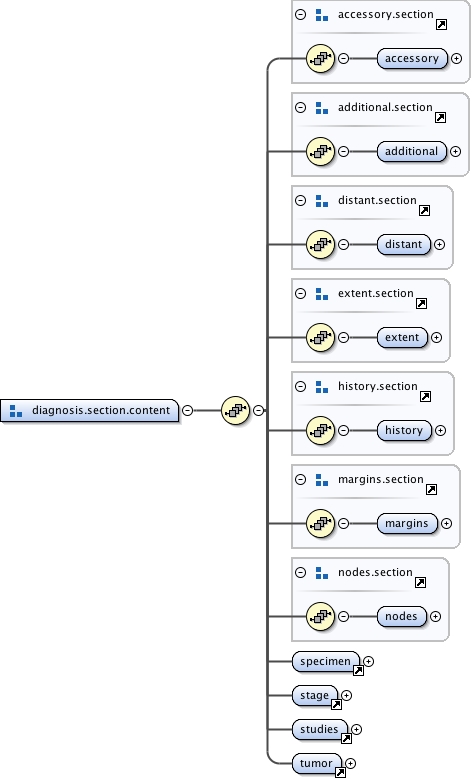 accessory.section
accessory
additional.section
additional
distant.section
distant
extent.section
extent
diagnosis.section.content
history.section
history
margins.section
margins
nodes.section
nodes
specimen
stage
studies
tumor